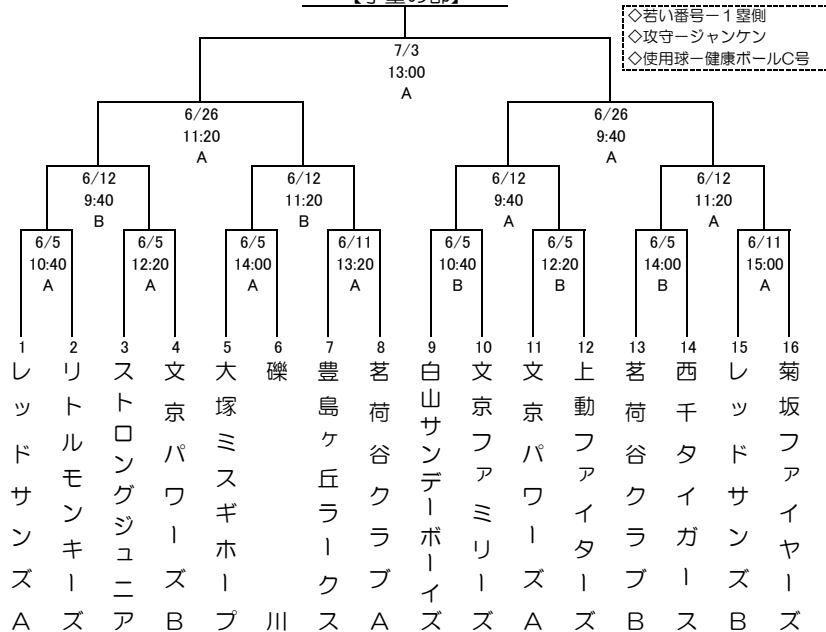 ◇若い番号－１塁側
◇攻守－ジャンケン
◇使用球－健康ボールC号
7/3
13:00
A
6/26
11:20
A
6/26
9:40
A
6/12
9:40
B
6/12
11:20
B
6/12
9:40
A
6/12
11:20
A
6/5
10:40
A
6/5
12:20
A
6/5
14:00
A
6/11
13:20
A
6/5
10:40
B
6/5
12:20
B
6/5
14:00
B
6/11
15:00
A
1
レッドサンズA
2
リトルモンキーズ
3
ストロングジュニア
4
文京パワーズB
5
大塚ミスギホープ
6
礫川
7
豊島ヶ丘ラークス
8
茗荷谷クラブA
9
白山サンデーボーイズ
10
文京ファミリーズ
11
文京パワーズA
12
上動ファイターズ
13
茗荷谷クラブB
14
西千タイガース
15
レッドサンズB
16
菊坂ファイヤーズ